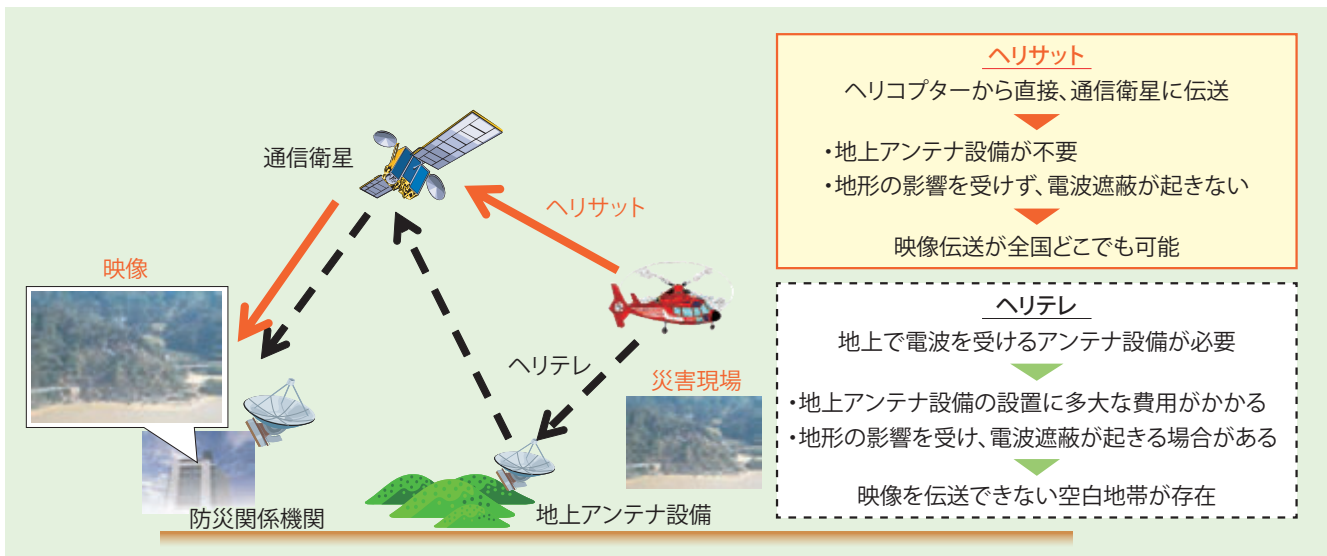 通信衛星
ヘリサット
映像
ヘリテレ
災害現場
防災関係機関
地上アンテナ設備
ヘリサット
ヘリコプターから直接、通信衛星に伝送
・地上アンテナ設備が不要
・地形の影響を受けず、電波遮蔽が起きない
映像伝送が全国どこでも可能
ヘリテレ
地上で電波を受けるアンテナ設備が必要
・地上アンテナ設備の設置に多大な費用がかかる
・地形の影響を受け、電波遮蔽が起きる場合がある
映像を伝送できない空白地帯が存在